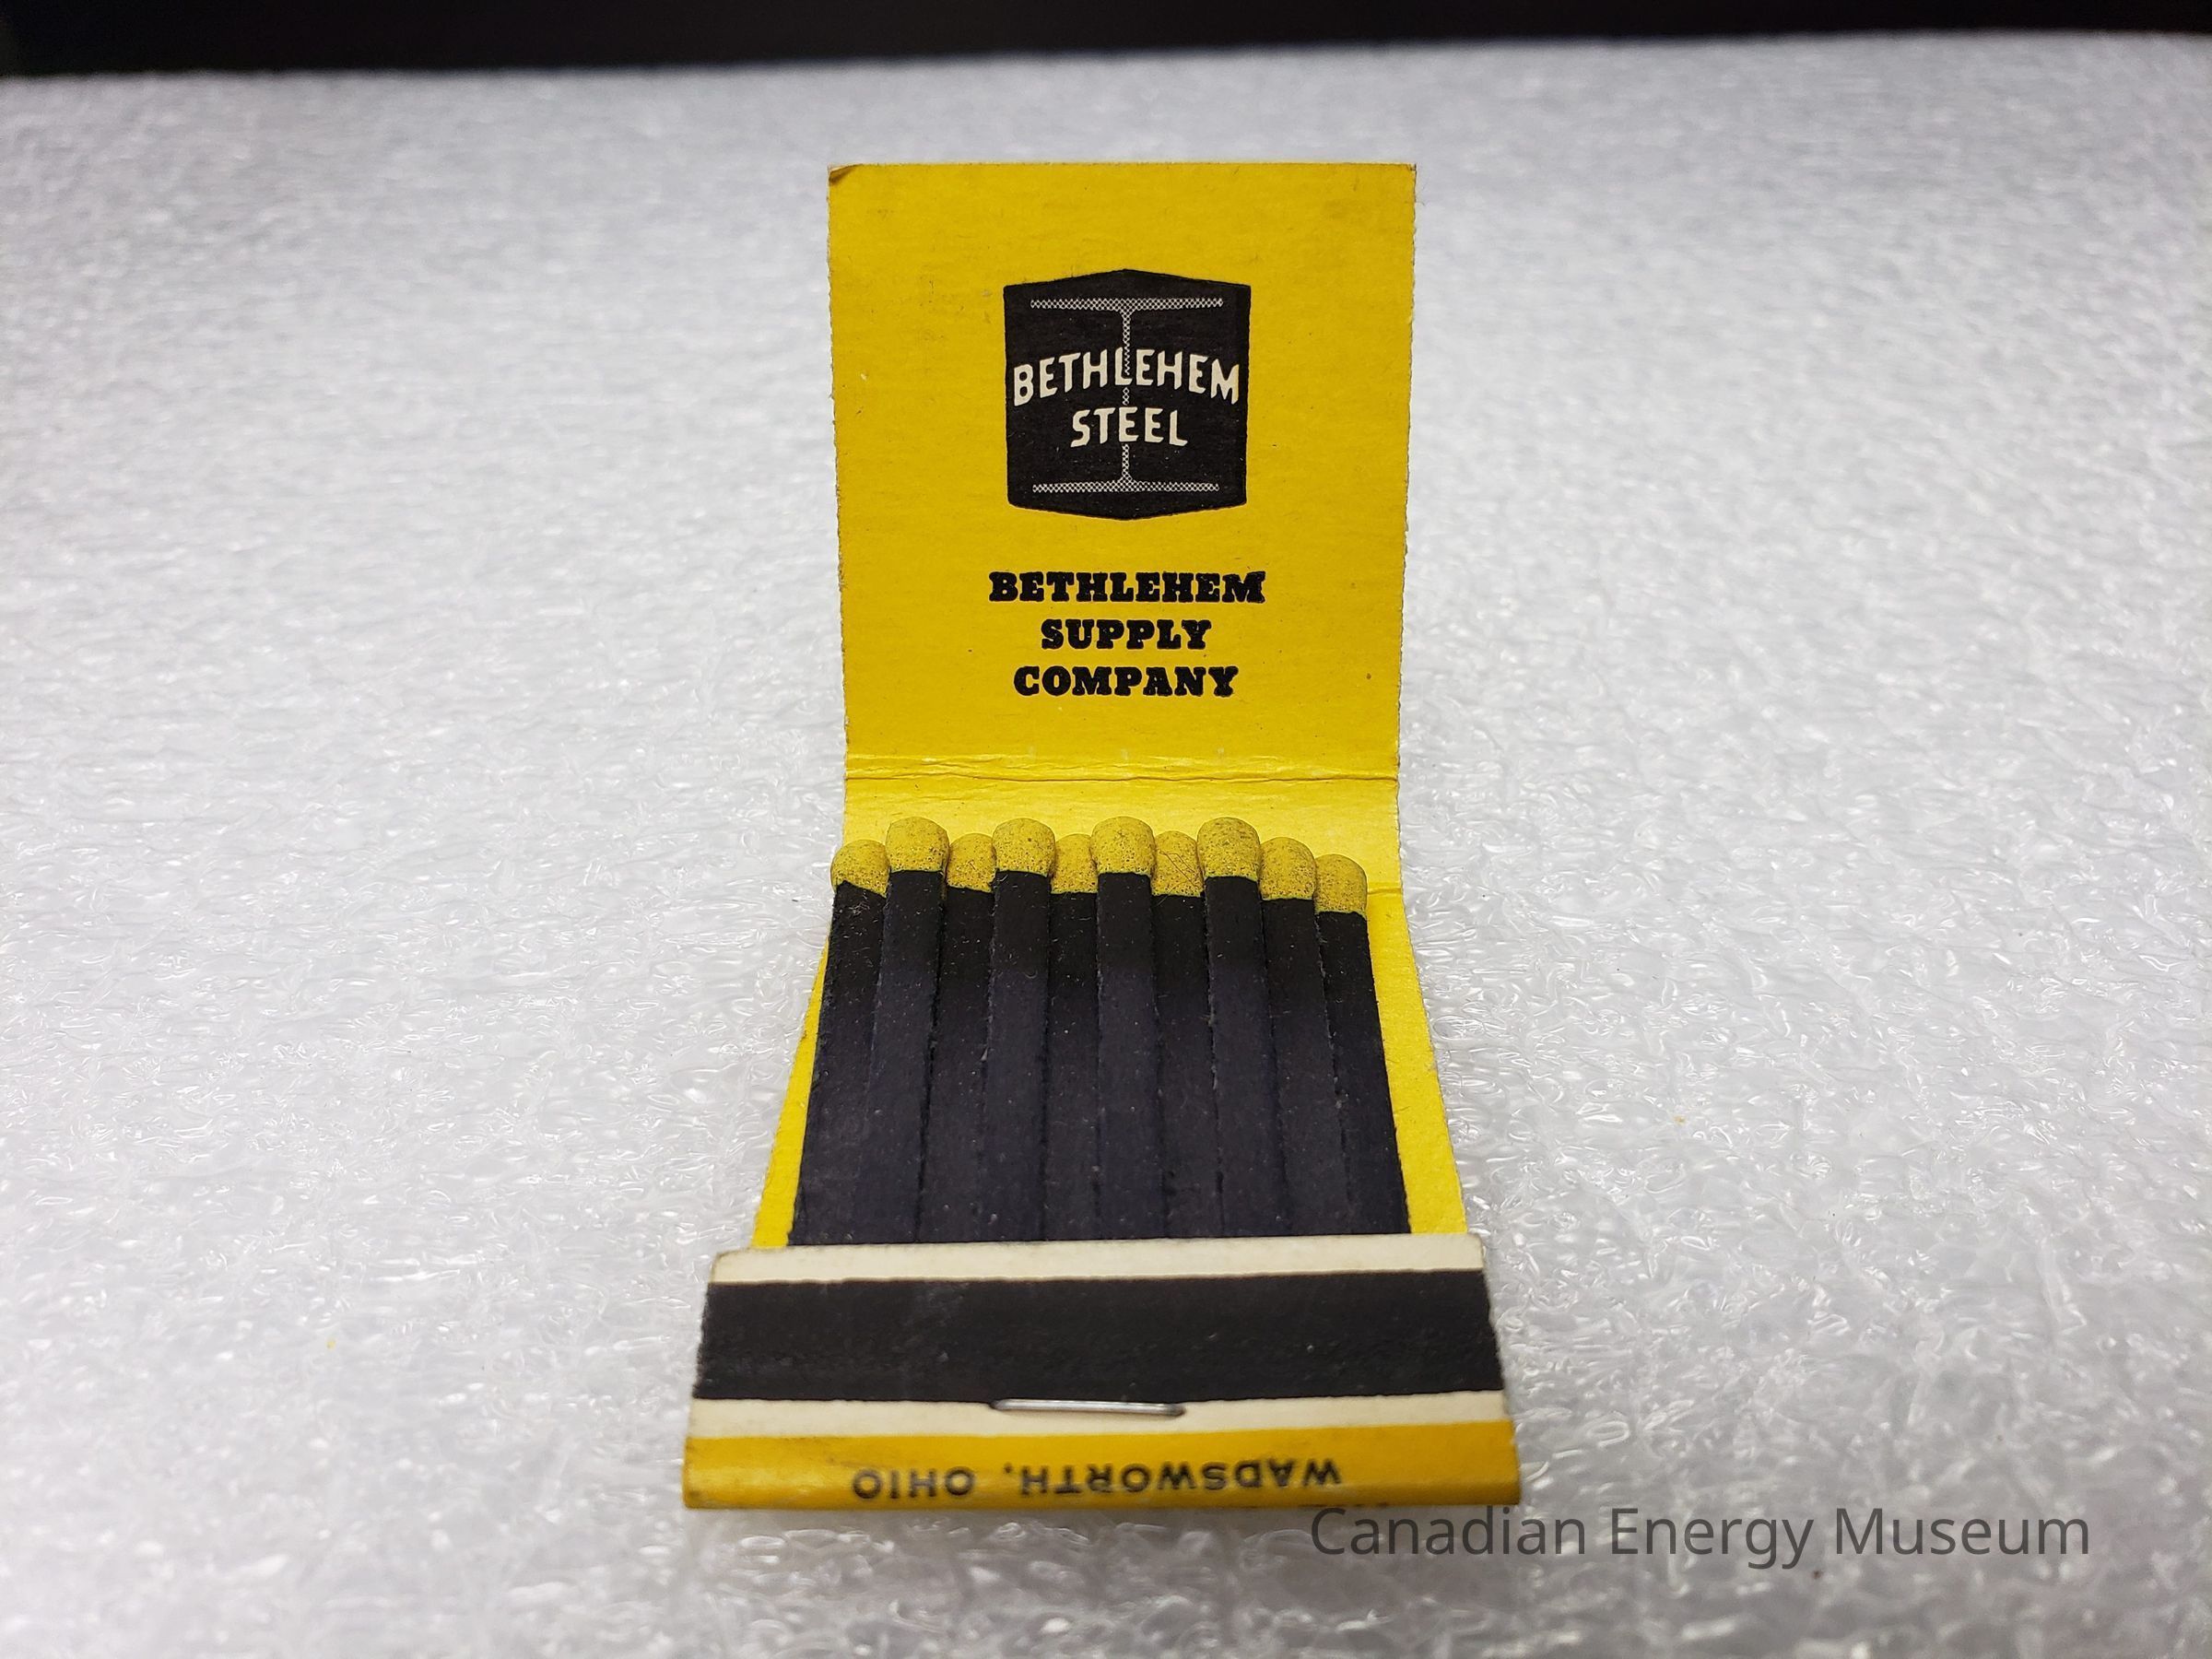 BETHLEHEM
STEEL
BETHLEHEM
SUPPLY
COMPANY
WADSWORTH, OHIO
Canadian Energy Museum